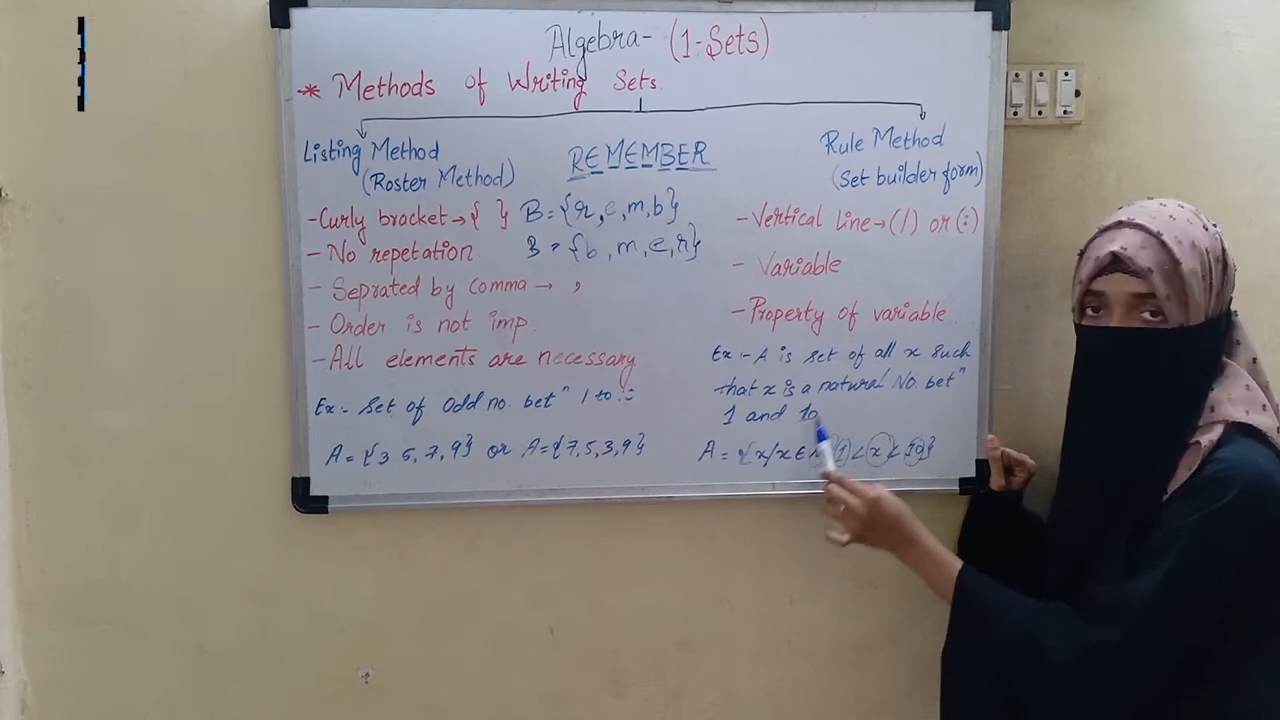 Algebra- (1-Sets)
* Methods of Writing Sets
Listing Method
(Roster Method)
-Curly bracket→{ }
-No repetation
- Seprated by comma → ,
- Order is not imp.
-All elements are necessary
Ex:- Set of Odd no. betⁿ 1 to
A={3 5,7,9} or A={7,5,3,9}
REMEMBER
B={r,e,m,b}
B={b,m,e,r}
Rule Method
(Set builder form)
-Vertical line→(/) or (:)
- Variable
-Property of variable
Ex:- A is set of all x such
that x is a natural No. betⁿ
1 and 10
A = {x/x∈ 1<x<10}